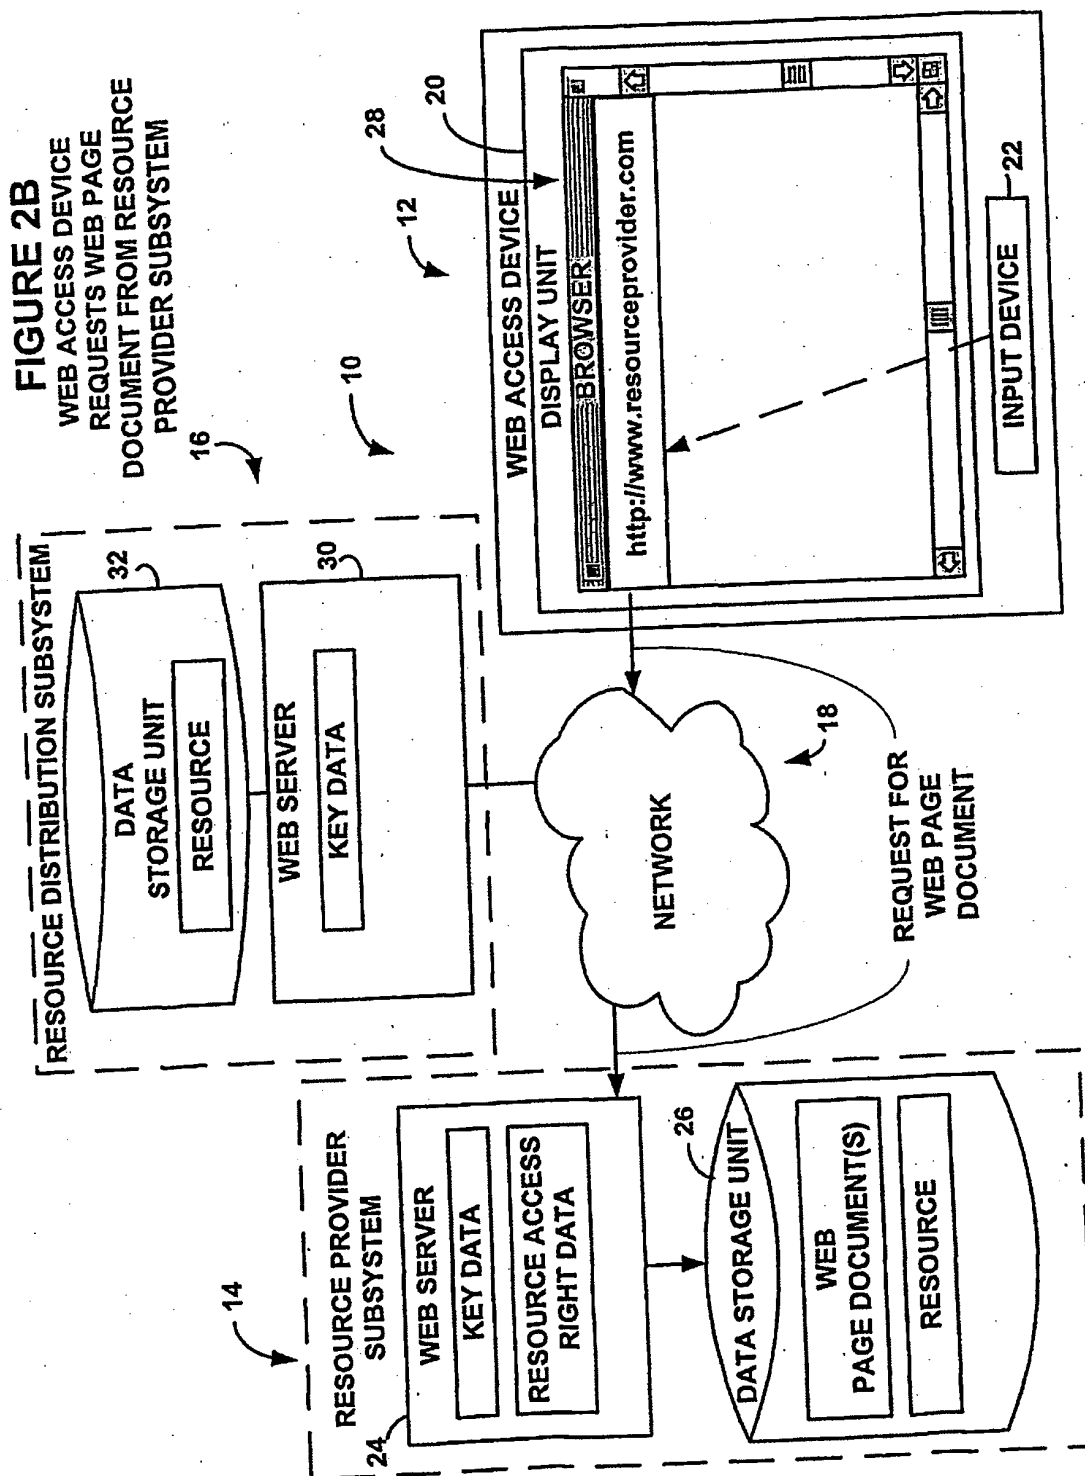 FIGURE 2B
WEB ACCESS DEVICE
REQUESTS WEB PAGE
DOCUMENT FROM RESOURCE
PROVIDER SUBSYSTEM
16
10
12
28
20
RESOURCE DISTRIBUTION SUBSYSTEM
32
DATA
STORAGE UNIT
RESOURCE
30
WEB SERVER
KEY DATA
WEB ACCESS DEVICE
DISPLAY UNIT
BROWSER
http://www.resourceprovider.com
INPUT DEVICE
22
NETWORK
18
REQUEST FOR
WEB PAGE
DOCUMENT
14
RESOURCE PROVIDER
SUBSYSTEM
24
WEB SERVER
KEY DATA
RESOURCE ACCESS
RIGHT DATA
26
DATA STORAGE UNIT
WEB
PAGE DOCUMENT(S)
RESOURCE